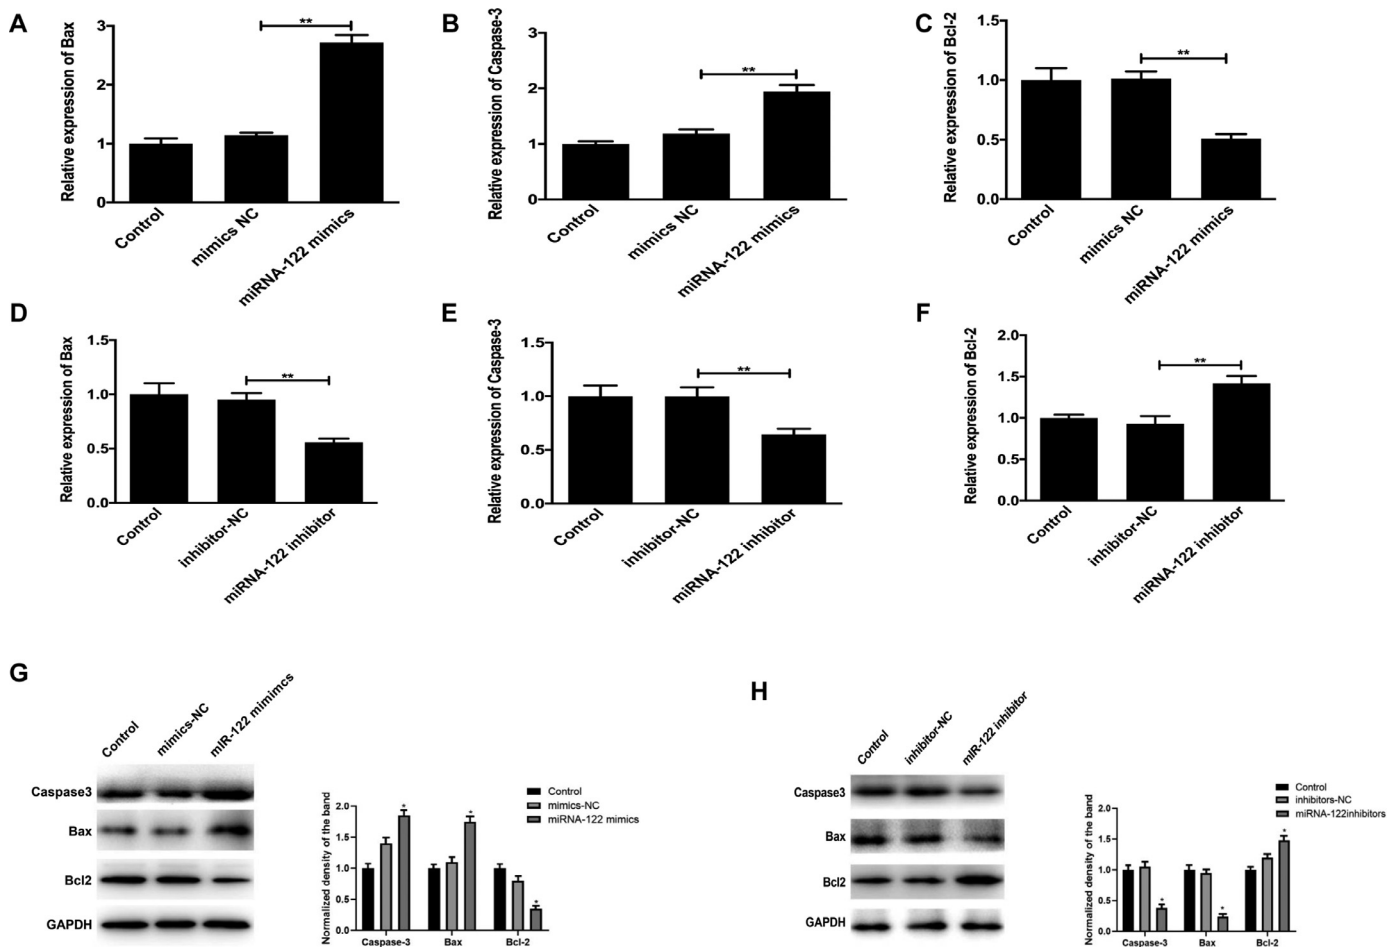 A
Relative expression of Bax
3
2
1
0
**
Control
mimics NC
miRNA-122 mimics
B
Relative expression of Caspase-3
3
2
1
0
**
Control
mimics NC
miRNA-122 mimics
C
Relative expression of Bcl-2
1.5
1.0
0.5
0.0
**
Control
mimics NC
miRNA-122 mimics
D
Relative expression of Bax
1.5
1.0
0.5
0.0
**
Control
inhibitor-NC
miRNA-122 inhibitor
E
Relative expression of Caspase-3
1.5
1.0
0.5
0.0
**
Control
inhibitor-NC
miRNA-122 inhibitor
F
Relative expression of Bcl-2
2.0
1.5
1.0
0.5
0.0
**
Control
inhibitor-NC
miRNA-122 inhibitor
G
Control
mimics-NC
mIR-122 mimimcs
Caspase3
Bax
Bcl2
GAPDH
Normalized density of the band
2.0
1.5
1.0
0.5
0.0
*
*
*
Caspase-3
Bax
Bcl-2
Control
mimics-NC
miRNA-122 mimics
H
Control
inhibitor-NC
mIR-122 inhibitor
Caspase3
Bax
Bcl2
GAPDH
Normalized density of the band
2.0
1.5
1.0
0.5
0.0
*
*
*
Caspase-3
Bax
Bcl-2
Control
inhibitors-NC
miRNA-122inhibitors